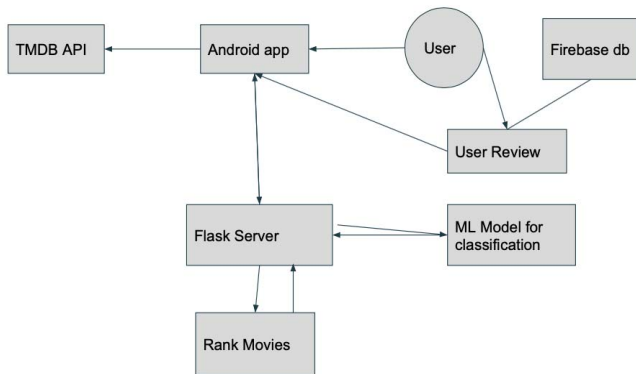 TMDB API
Android app
User
Firebase db
User Review
Flask Server
ML Model for
classification
Rank Movies